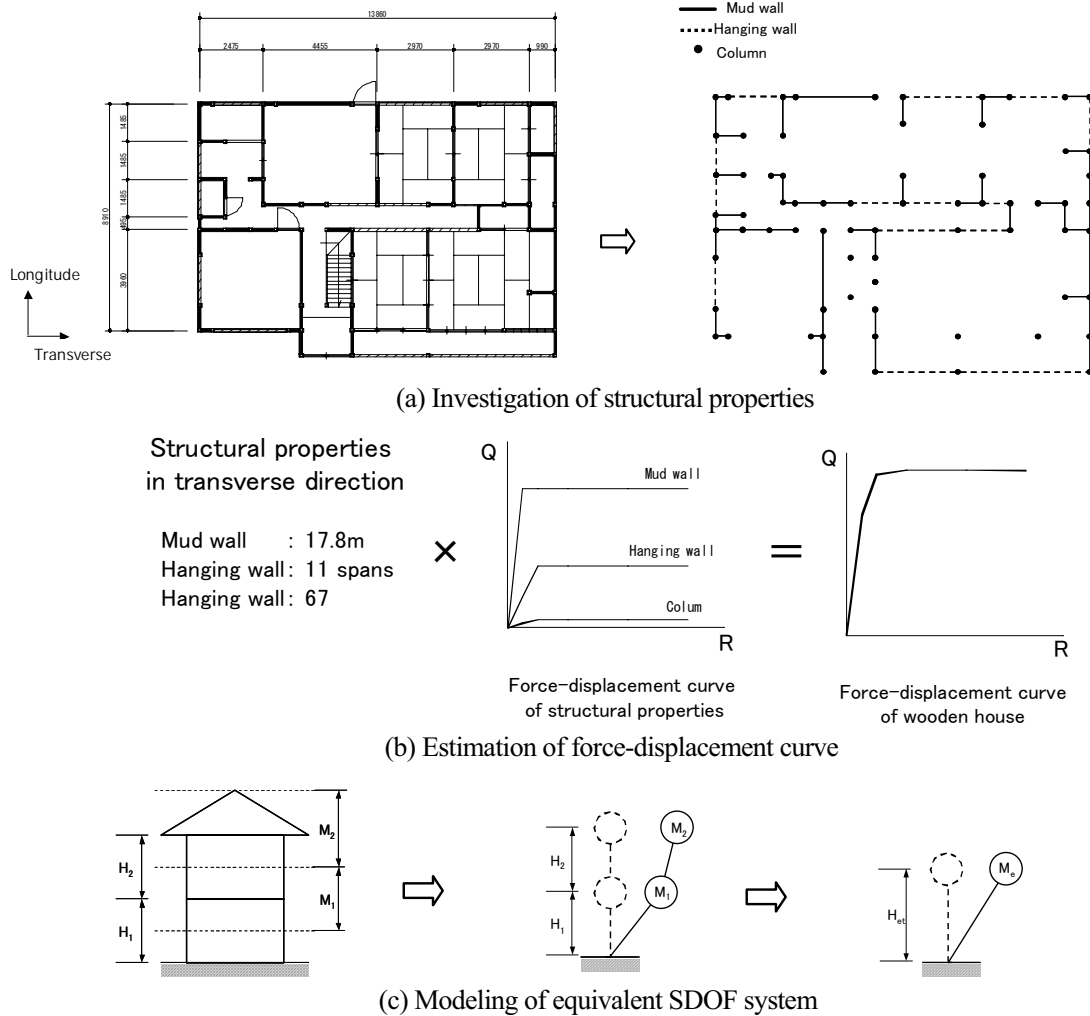 13860
2475 4455 2970 2970 990
1485
1485
1485
495
3960
8910
Longitude
Transverse
Mud wall
Hanging wall
Column
(a) Investigation of structural properties
Structural properties
in transverse direction
Mud wall : 17.8m
Hanging wall: 11 spans
Hanging wall: 67
×
Q
Mud wall
Hanging wall
Colum
R
Force-displacement curve
of structural properties
=
Q
R
Force-displacement curve
of wooden house
(b) Estimation of force-displacement curve
H2
H1
M2
M1
H2
H1
M2
M1
Het
Me
(c) Modeling of equivalent SDOF system